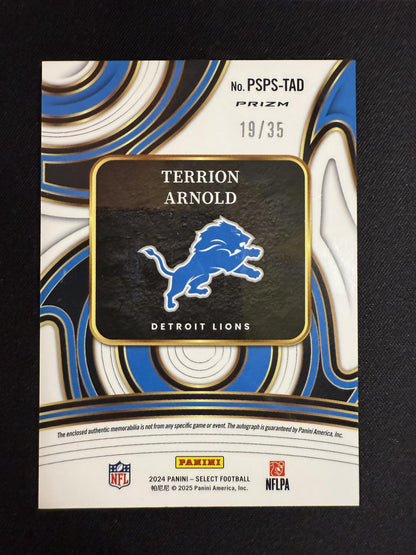 No. PSPS-TAD
PRIZM
19/35
TERRION
ARNOLD
DETROIT LIONS
The enclosed authentic memorabilia is not from any specific game or event. The autograph is guaranteed by Panini America, Inc.
PANINI
NFL
NFLPA
2024 PANINI – SELECT FOOTBALL
帕尼尼 © 2025 Panini America, Inc.